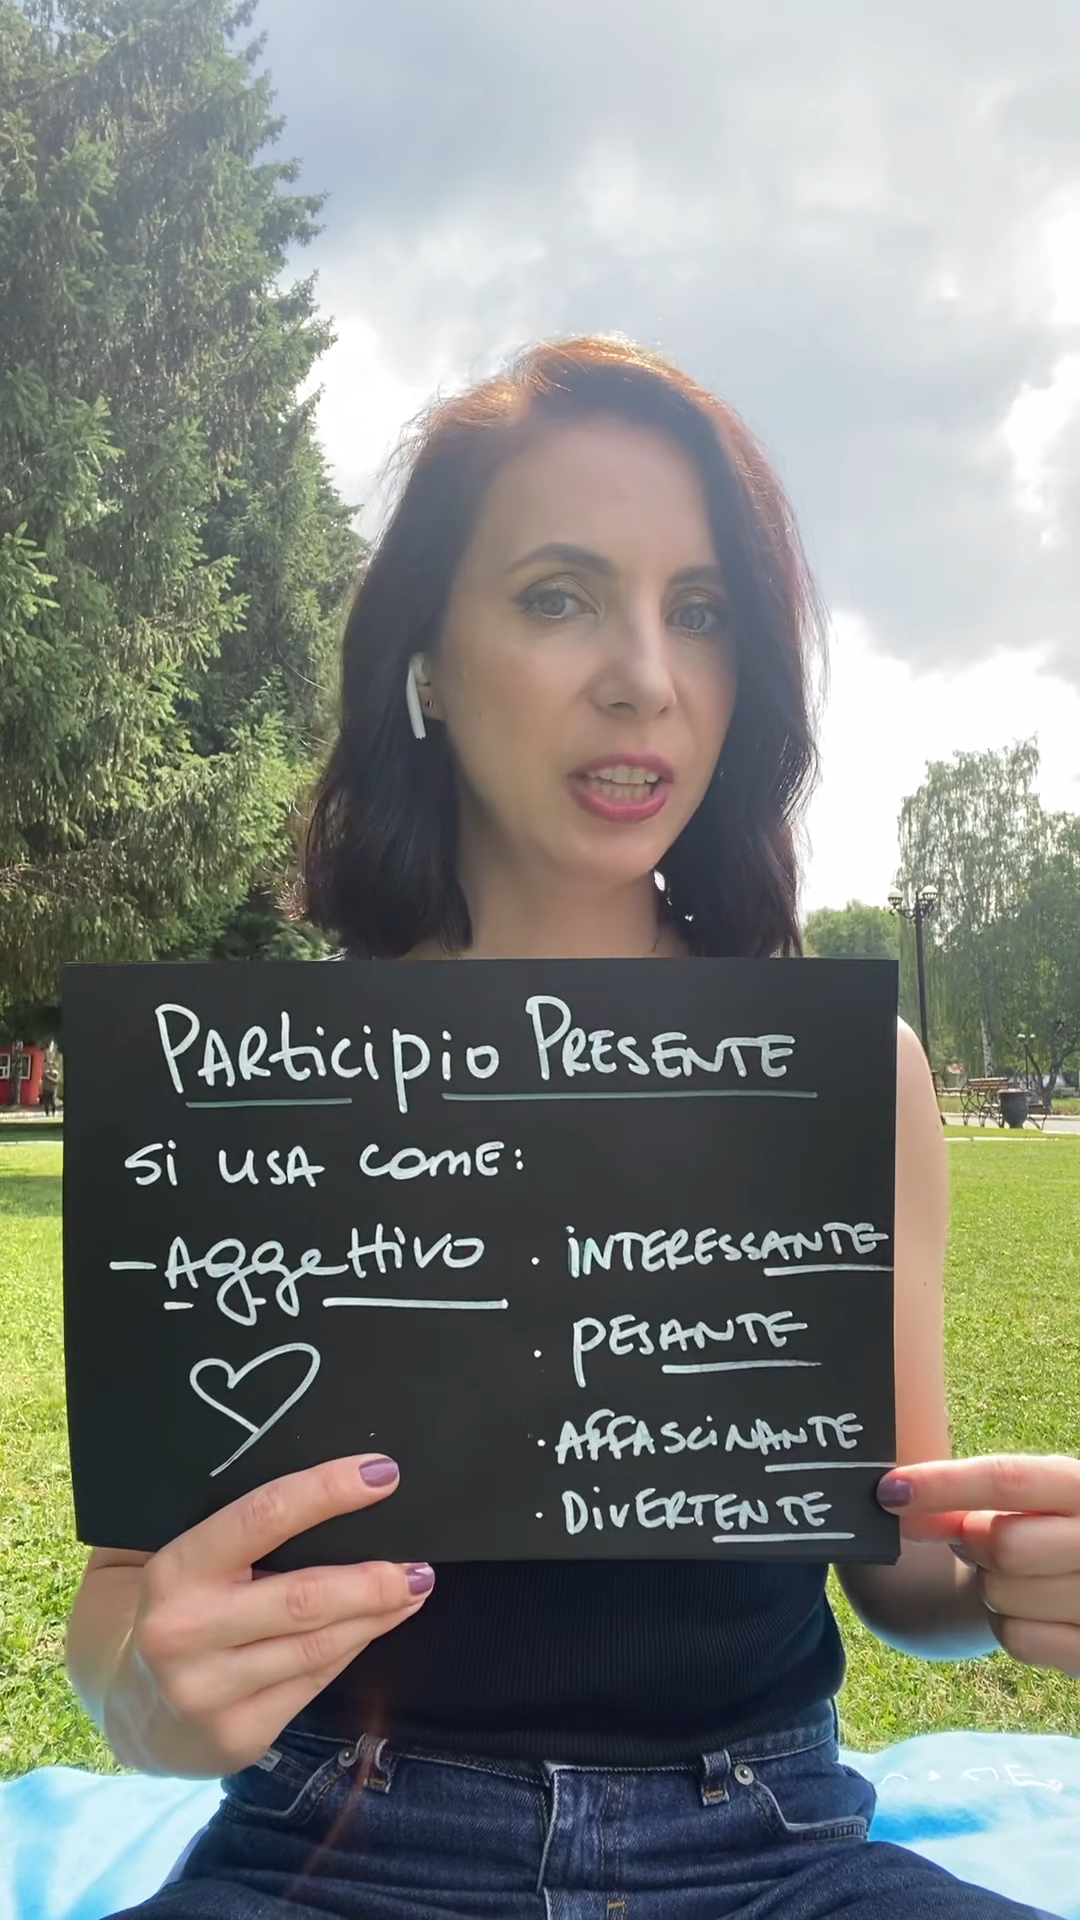 PARticipio PRESENTE
Si USA COME:
- Aggettivo
· iNTERESSANTE
· PESANTE
· AFFASCiNANTE
· DiVERTENTE